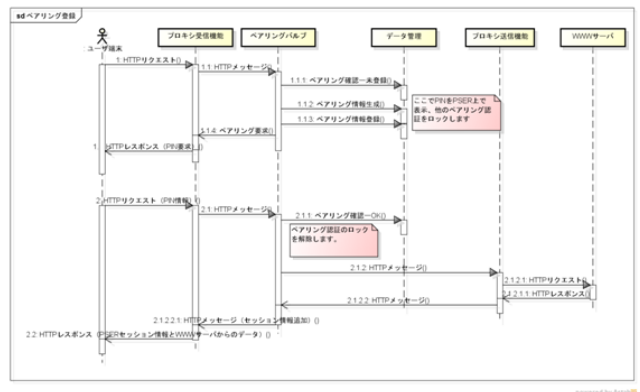 sd ペアリング登録
: ユーザ端末
プロキシ受信機能
ペアリングバルブ
データ管理
プロキシ送信機能
WWWサーバ
1: HTTPリクエスト()
1.1: HTTPメッセージ()
1.1.1: ペアリング確認ー未登録()
1.1.2: ペアリング情報生成()
1.1.3: ペアリング情報登録()
ここでPINをPSER上で
表示、他のペアリング認
証をロックします
1.1.4: ペアリング要求()
HTTPレスポンス（PIN要求）()
2: HTTPリクエスト（PIN情報）()
2.1: HTTPメッセージ()
2.1.1: ペアリング確認ーOK()
ペアリング認証のロック
を解除します。
2.1.2: HTTPメッセージ()
2.1.2.1: HTTPリクエスト()
2.1.2.1.1: HTTPレスポンス()
2.1.2.2: HTTPメッセージ()
2.1.2.2.1: HTTPメッセージ（セッション情報追加）()
2.2: HTTPレスポンス（PSERセッション情報とWWWサーバからのデータ）()